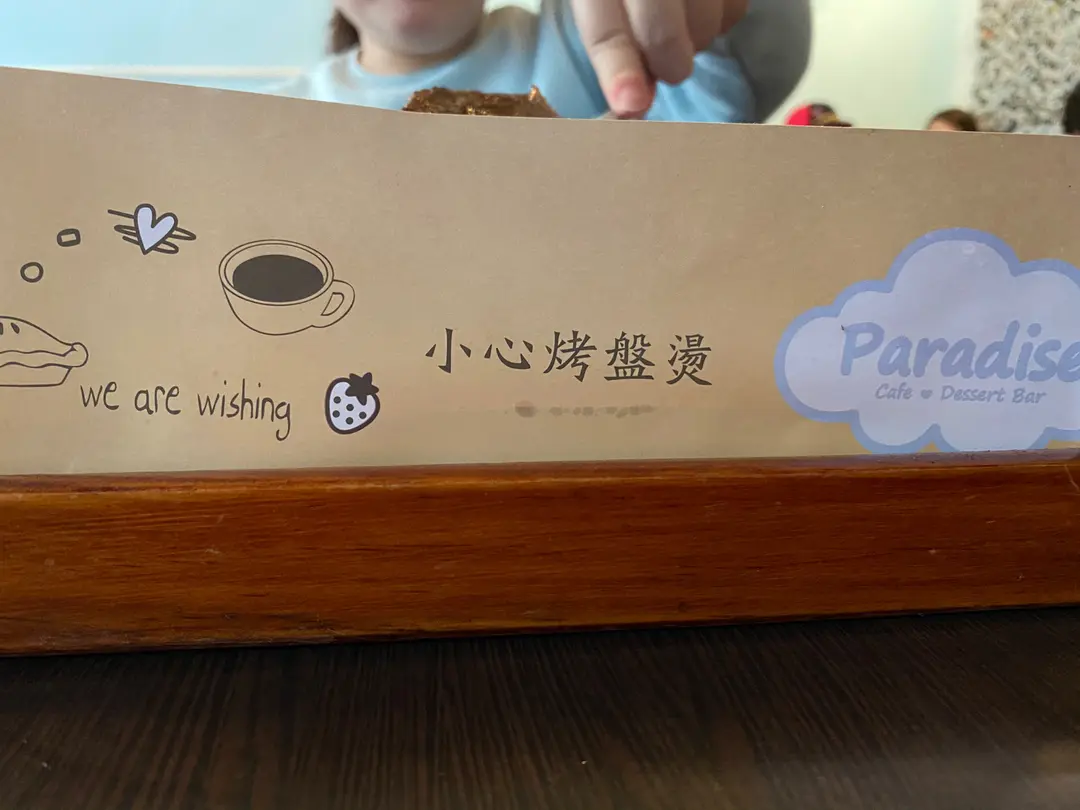 we are wishing
小心烤盤燙
Paradise
Cafe Dessert Bar